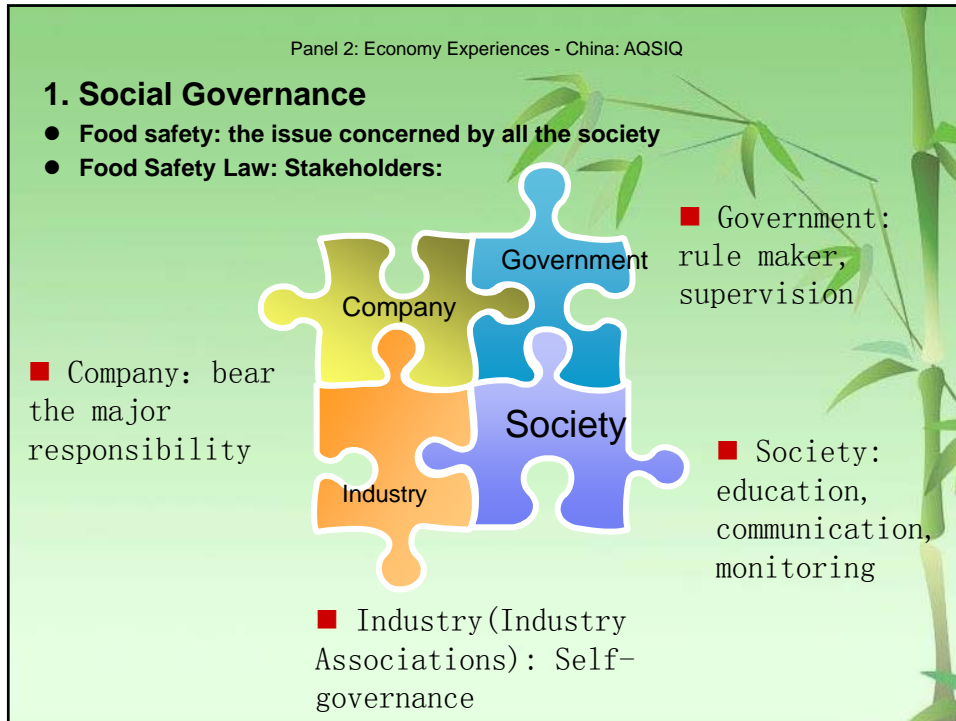 Panel 2: Economy Experiences - China: AQSIQ
1. Social Governance
● Food safety: the issue concerned by all the society
● Food Safety Law: Stakeholders:
Government
Company
Society
Industry
■ Government:
rule maker,
supervision
■ Company：bear
the major
responsibility
■ Society:
education,
communication,
monitoring
■ Industry(Industry
Associations): Self-
governance